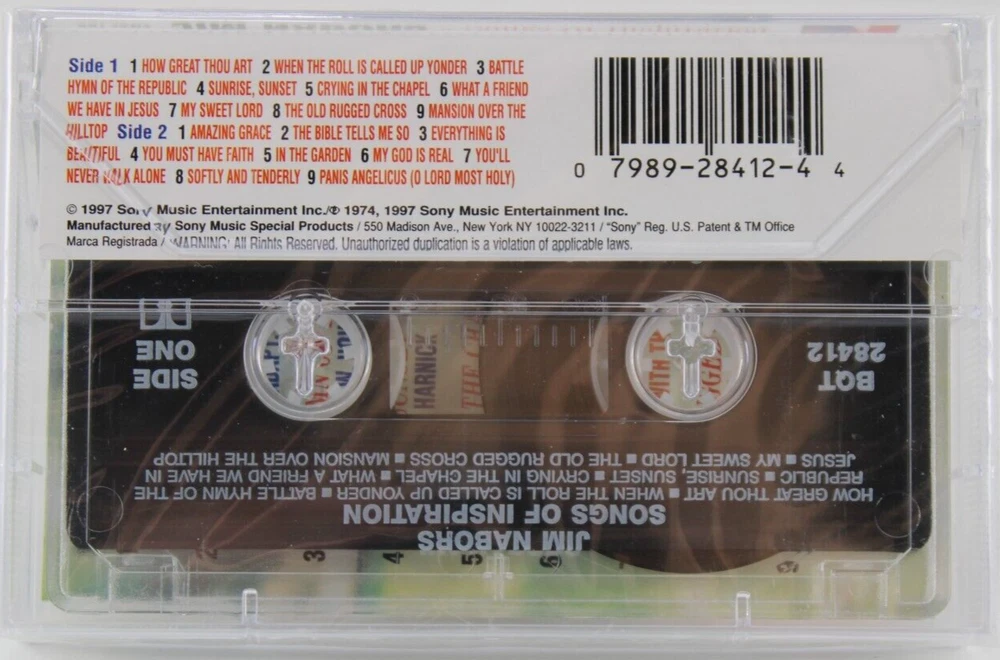 Side 1 1 HOW GREAT THOU ART 2 WHEN THE ROLL IS CALLED UP YONDER 3 BATTLE
HYMN OF THE REPUBLIC 4 SUNRISE, SUNSET 5 CRYING IN THE CHAPEL 6 WHAT A FRIEND
WE HAVE IN JESUS 7 MY SWEET LORD 8 THE OLD RUGGED CROSS 9 MANSION OVER THE
HILLTOP Side 2 1 AMAZING GRACE 2 THE BIBLE TELLS ME SO 3 EVERYTHING IS
BEAUTIFUL 4 YOU MUST HAVE FAITH 5 IN THE GARDEN 6 MY GOD IS REAL 7 YOU'LL
NEVER WALK ALONE 8 SOFTLY AND TENDERLY 9 PANIS ANGELICUS (O LORD MOST HOLY)
0 7989-28412-4 4
© 1997 Sony Music Entertainment Inc./℗ 1974, 1997 Sony Music Entertainment Inc.
Manufactured by Sony Music Special Products / 550 Madison Ave., New York NY 10022-3211 / "Sony" Reg. U.S. Patent & TM Office
Marca Registrada / WARNING: All Rights Reserved. Unauthorized duplication is a violation of applicable laws.
JIM NABORS
SONGS OF INSPIRATION
HOW GREAT THOU ART ■ WHEN THE ROLL IS CALLED UP YONDER ■ BATTLE HYMN OF THE
REPUBLIC ■ SUNRISE, SUNSET ■ CRYING IN THE CHAPEL ■ WHAT A FRIEND WE HAVE IN
JESUS ■ MY SWEET LORD ■ THE OLD RUGGED CROSS ■ MANSION OVER THE HILLTOP
BQT
28412
SIDE
ONE
HARNICK
2 3 4 5 6